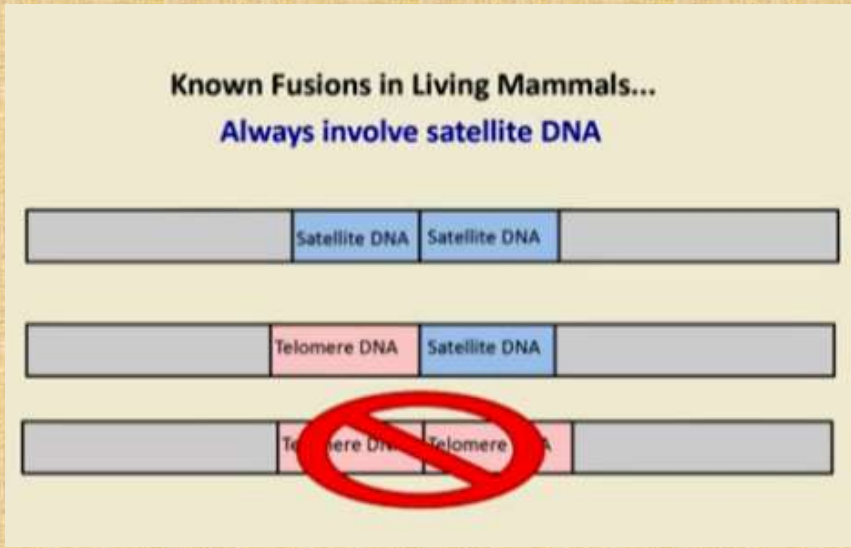 Known Fusions in Living Mammals...
Always involve satellite DNA
Satellite DNA Satellite DNA
Telomere DNA Satellite DNA
Telomere